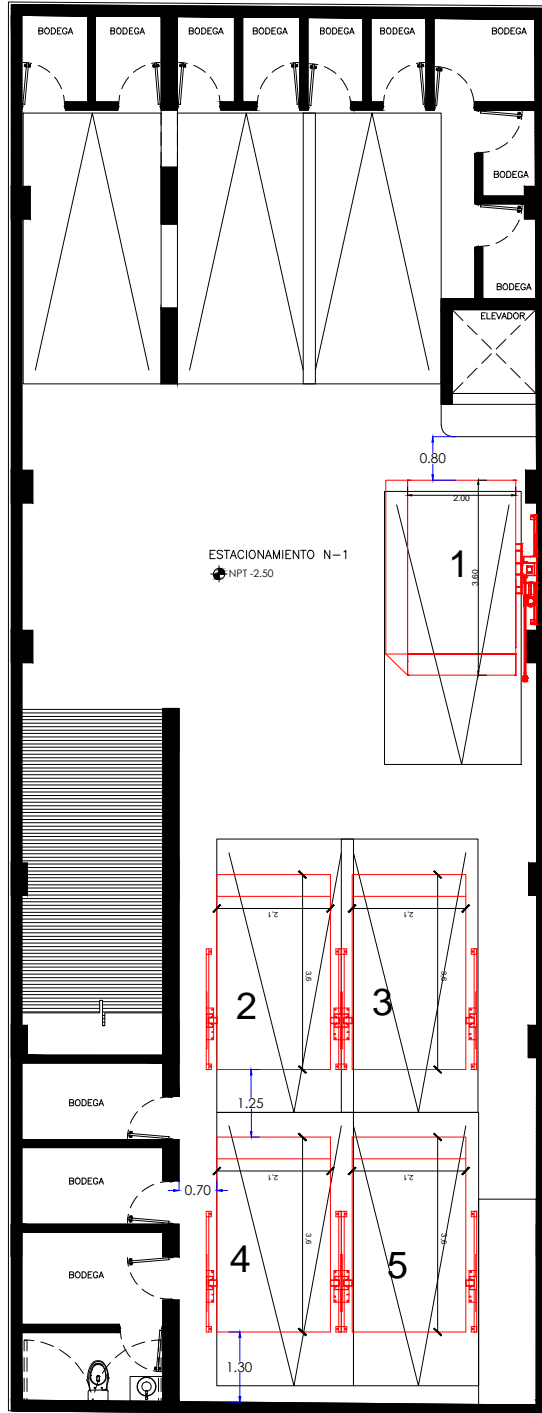 BODEGA
BODEGA
BODEGA
BODEGA
BODEGA
BODEGA
BODEGA
BODEGA
BODEGA
ELEVADOR
0.80
2.00
ESTACIONAMIENTO N-1
NPT -2.50
1
3.60
2,1
2,1
3,6
3,6
2
3
BODEGA
1.25
BODEGA
2,1
2,1
0.70
3,6
3,6
4
5
BODEGA
1.30